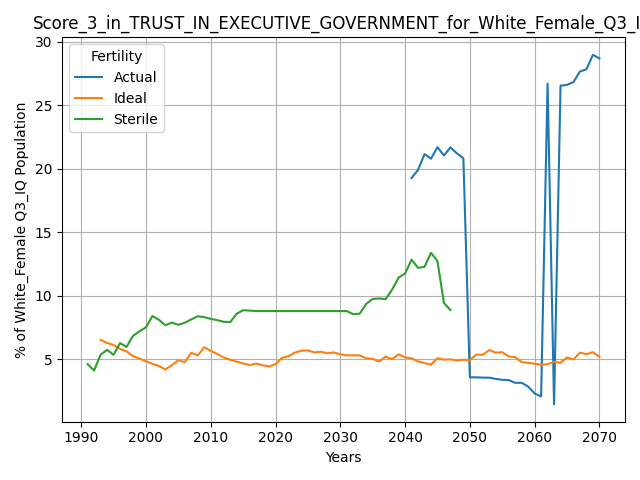 Score_3_in_TRUST_IN_EXECUTIVE_GOVERNMENT_for_White_Female_Q3_I
Fertility
Actual
Ideal
Sterile
% of White_Female Q3_IQ Population
30
25
20
15
10
5
1990 2000 2010 2020 2030 2040 2050 2060 2070
Years